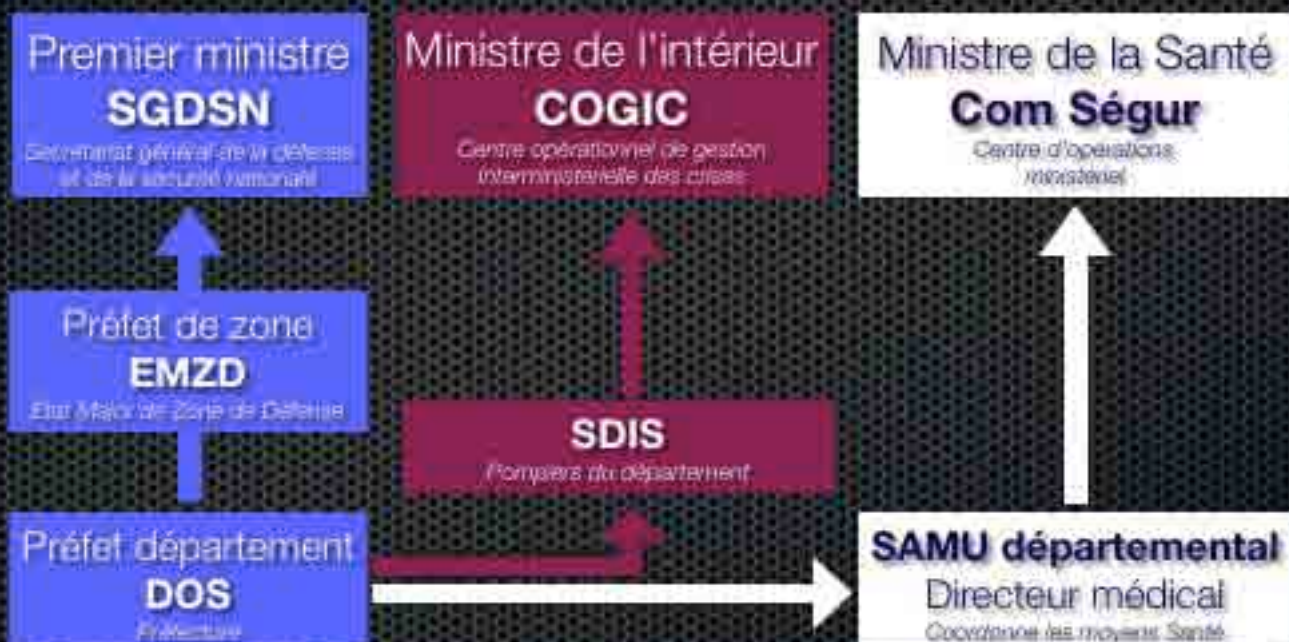 Premier ministre
SGDSN
Secrétariat général de la défense
et de la sécurité nationale
Ministre de l'intérieur
COGIC
Centre opérationnel de gestion
interministérielle des crises
Ministre de la Santé
Com Ségur
Centre d'opérations
ministériel
Préfet de zone
EMZD
Etat Major de Zone de Défense
SDIS
Pompiers du département
Préfet département
DOS
Préfecture
SAMU départemental
Directeur médical
Coordonne les moyens Santé